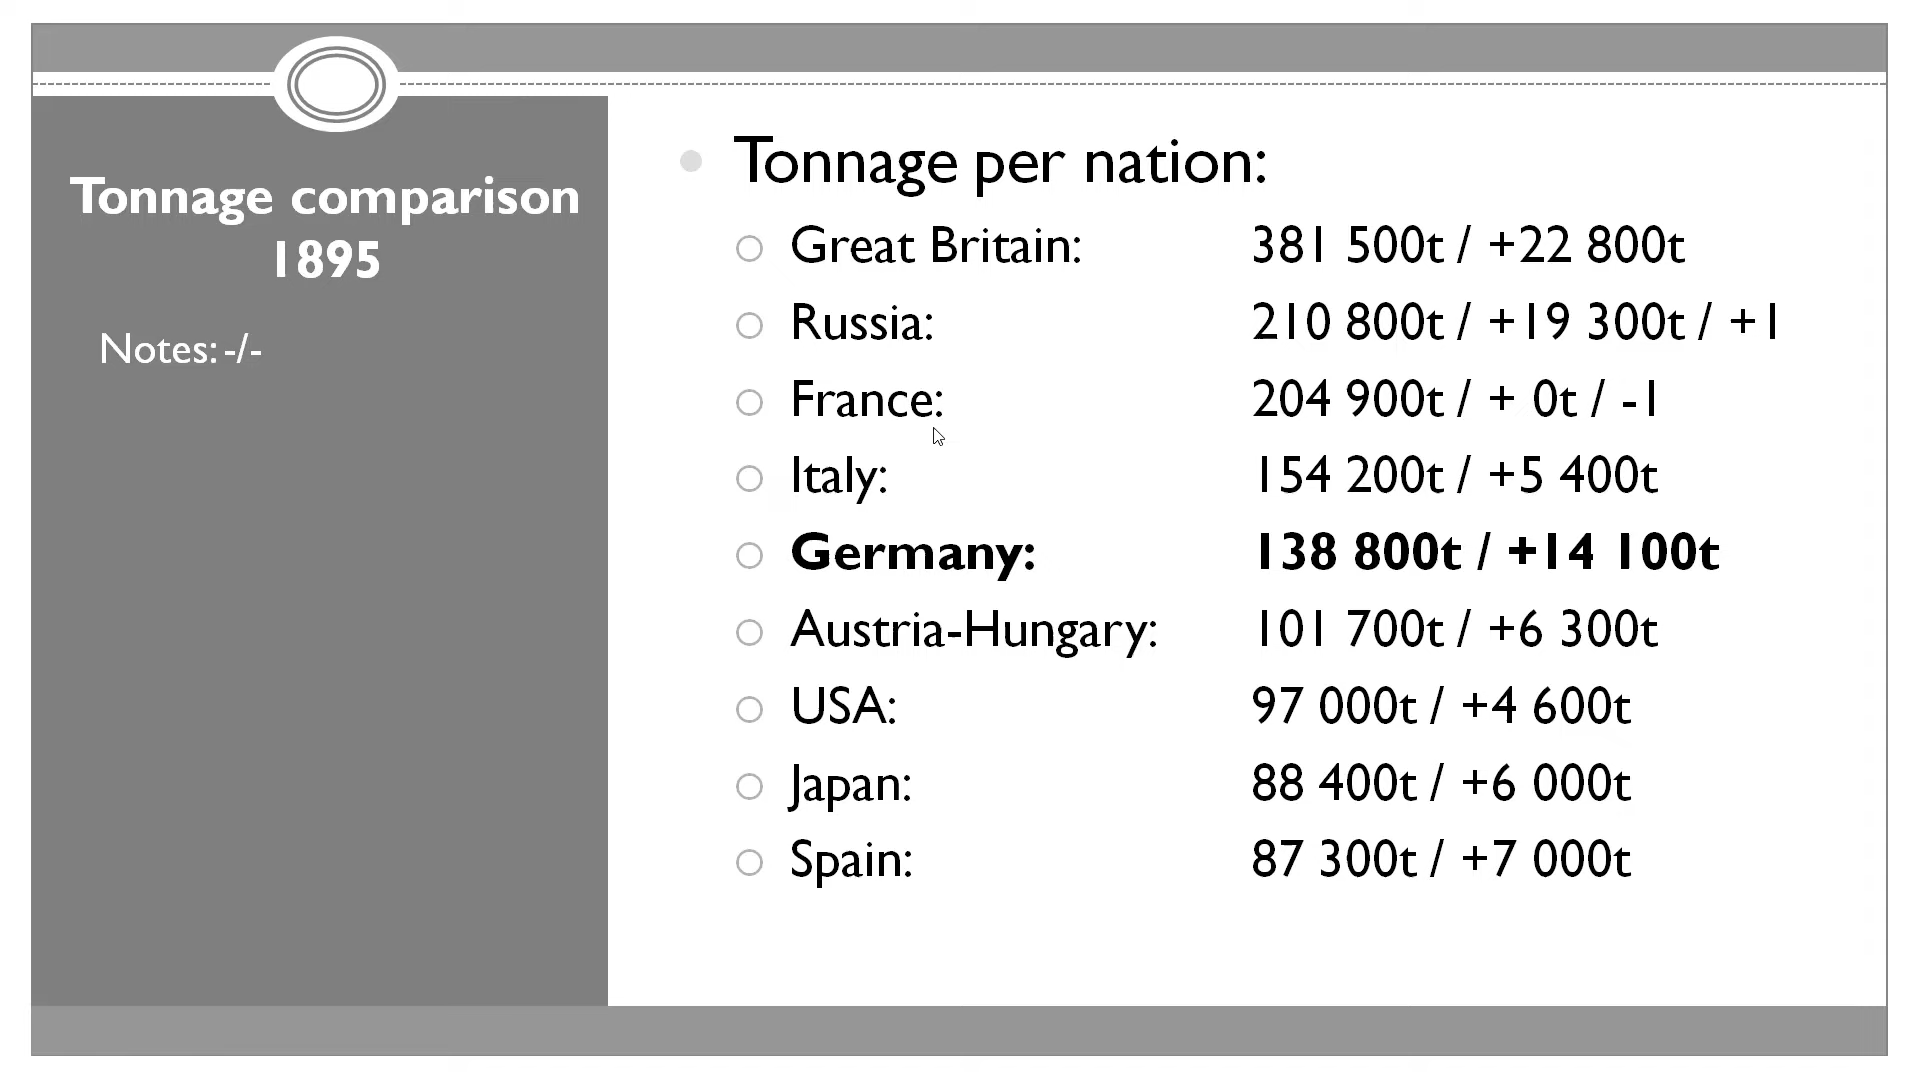 Tonnage comparison
1895
Notes: -/-
Tonnage per nation:
Great Britain: 381 500t / +22 800t
Russia: 210 800t / +19 300t / +1
France: 204 900t / + 0t / -1
Italy: 154 200t / +5 400t
Germany: 138 800t / +14 100t
Austria-Hungary: 101 700t / +6 300t
USA: 97 000t / +4 600t
Japan: 88 400t / +6 000t
Spain: 87 300t / +7 000t